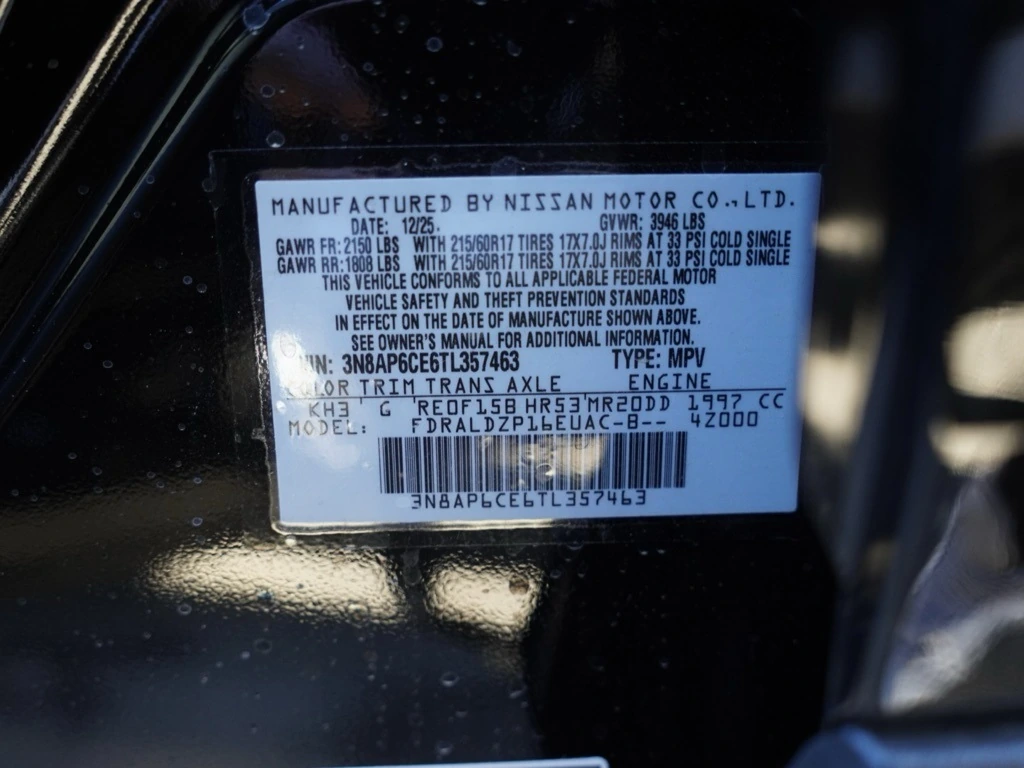 MANUFACTURED BY NISSAN MOTOR CO.,LTD.
DATE: 12/25. GVWR: 3946 LBS
GAWR FR: 2150 LBS WITH 215/60R17 TIRES 17X7.0J RIMS AT 33 PSI COLD SINGLE
GAWR RR: 1808 LBS WITH 215/60R17 TIRES 17X7.0J RIMS AT 33 PSI COLD SINGLE
THIS VEHICLE CONFORMS TO ALL APPLICABLE FEDERAL MOTOR
VEHICLE SAFETY AND THEFT PREVENTION STANDARDS
IN EFFECT ON THE DATE OF MANUFACTURE SHOWN ABOVE.
SEE OWNER'S MANUAL FOR ADDITIONAL INFORMATION.
VIN: 3N8AP6CE6TL357463 TYPE: MPV
COLOR TRIM TRANS AXLE ENGINE
KH3 G RE0F15B HR53 MR20DD 1997 CC
MODEL: FDRALDZP16EUAC-B-- 4Z000
3N8AP6CE6TL357463